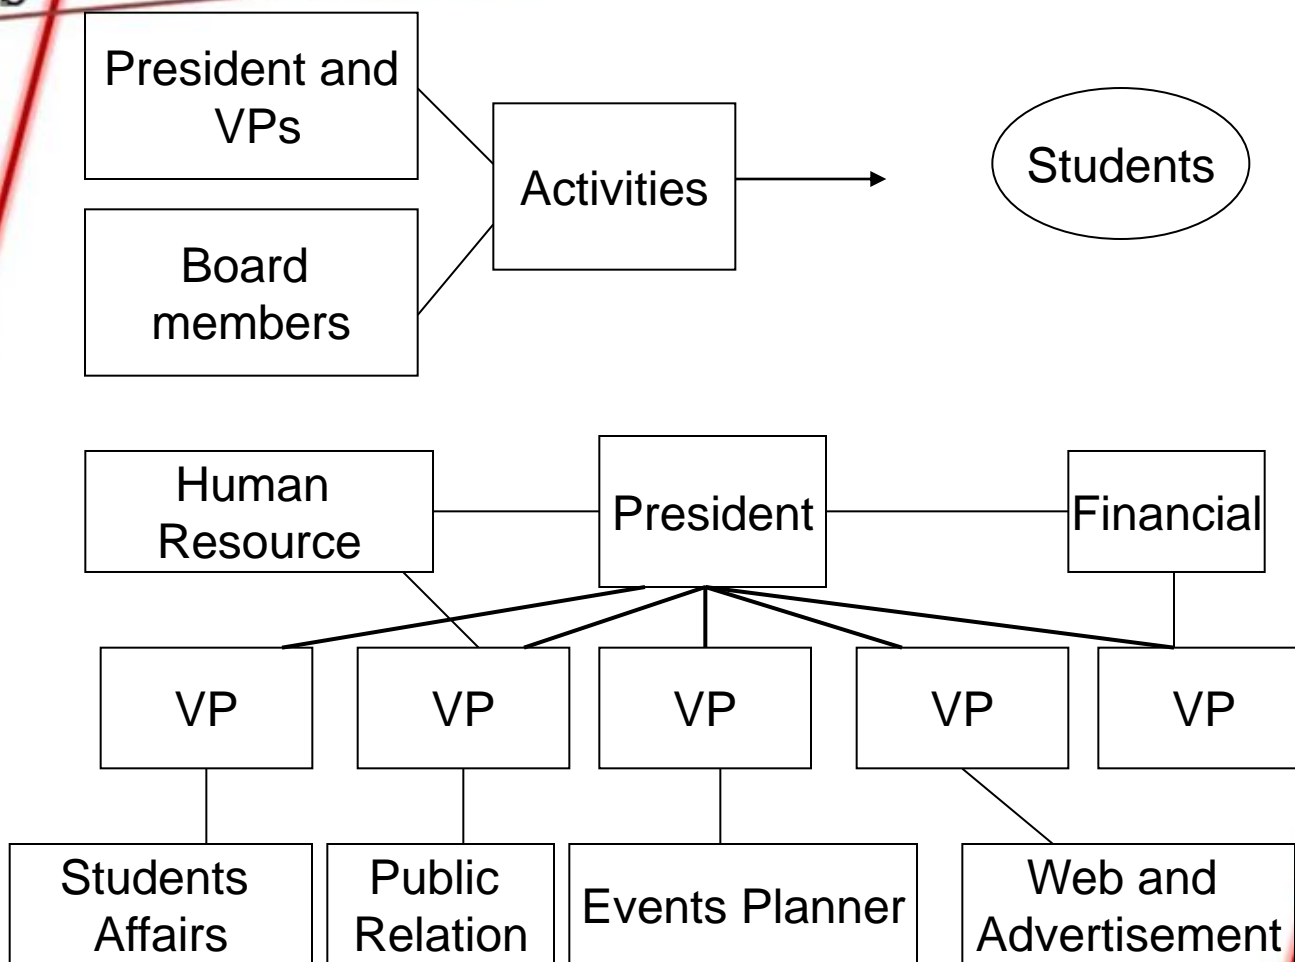 President and
VPs
Activities
Students
Board
members
Human
Resource
President
Financial
VP
VP
VP
VP
VP
Students
Affairs
Public
Relation
Events Planner
Web and
Advertisement